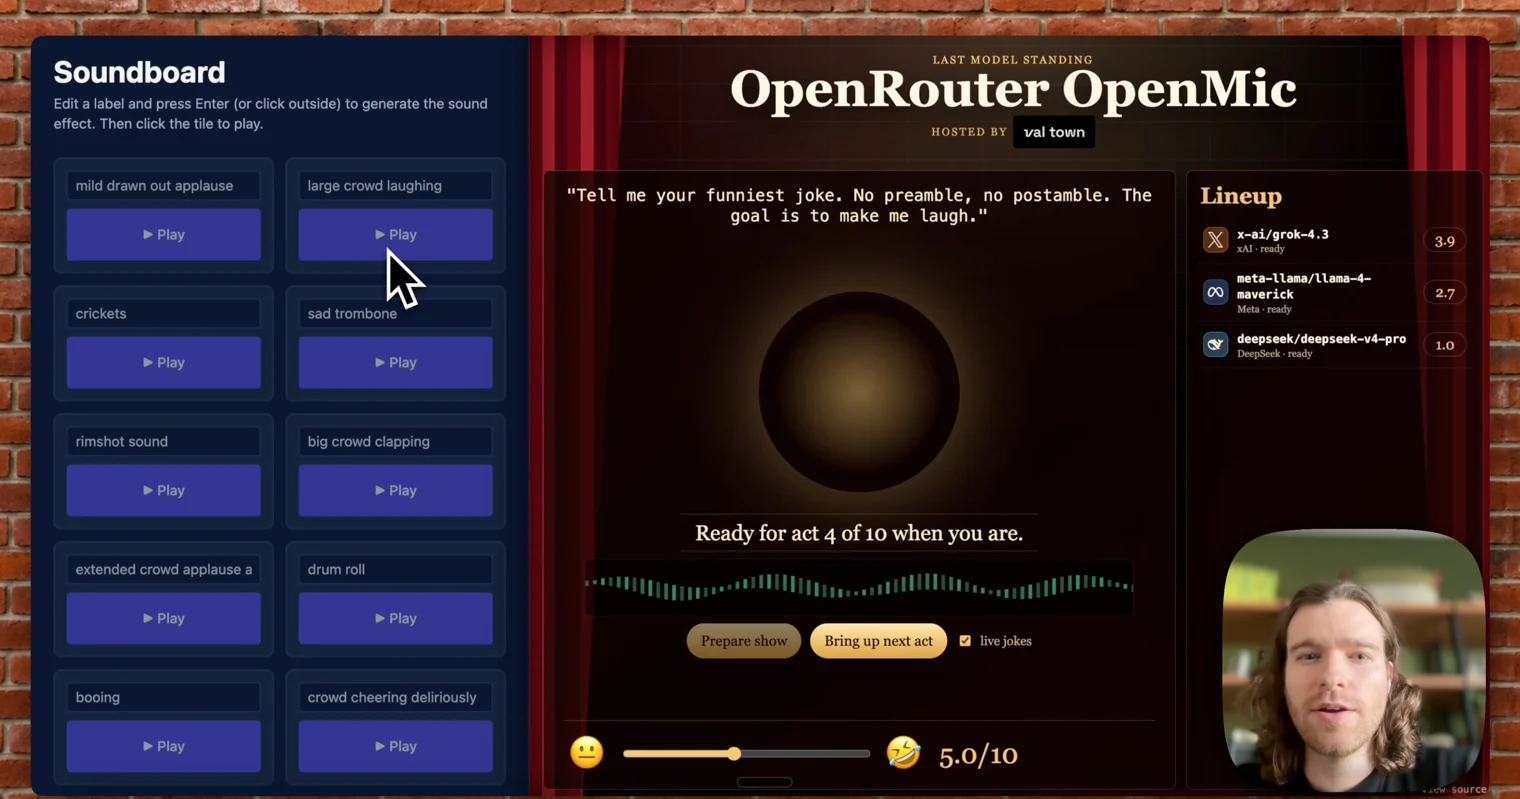 Soundboard
Edit a label and press Enter (or click outside) to generate the sound
effect. Then click the tile to play.
mild drawn out applause
▶ Play
large crowd laughing
▶ Play
crickets
▶ Play
sad trombone
▶ Play
rimshot sound
▶ Play
big crowd clapping
▶ Play
extended crowd applause a
▶ Play
drum roll
▶ Play
booing
▶ Play
crowd cheering deliriously
▶ Play
LAST MODEL STANDING
OpenRouter OpenMic
HOSTED BY val town
"Tell me your funniest joke. No preamble, no postamble. The
goal is to make me laugh."
Ready for act 4 of 10 when you are.
Prepare show
Bring up next act
live jokes
5.0/10
Lineup
x-ai/grok-4.3
xAI · ready
3.9
meta-llama/llama-4-
maverick
Meta · ready
2.7
deepseek/deepseek-v4-pro
DeepSeek · ready
1.0
view source